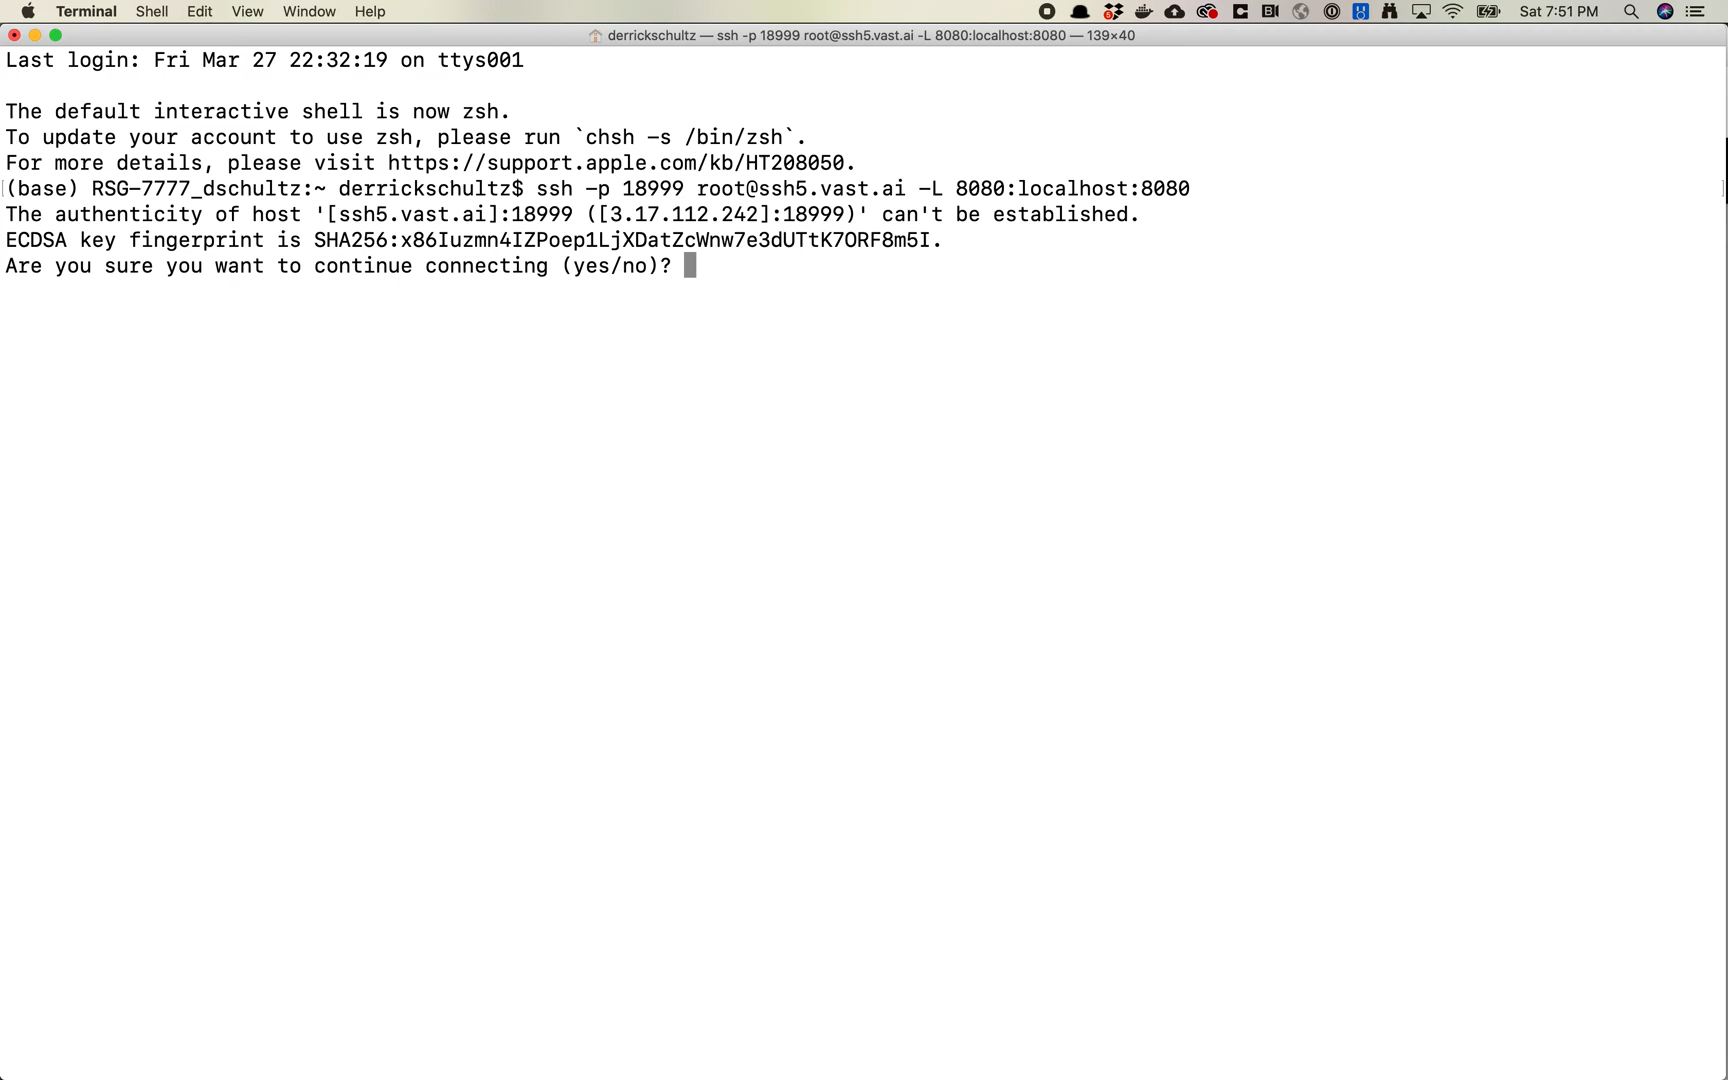 Terminal Shell Edit View Window Help Sat 7:51 PM
derrickschultz — ssh -p 18999 root@ssh5.vast.ai -L 8080:localhost:8080 — 139×40
Last login: Fri Mar 27 22:32:19 on ttys001
The default interactive shell is now zsh.
To update your account to use zsh, please run `chsh -s /bin/zsh`.
For more details, please visit https://support.apple.com/kb/HT208050.
(base) RSG-7777_dschultz:~ derrickschultz$ ssh -p 18999 root@ssh5.vast.ai -L 8080:localhost:8080
The authenticity of host '[ssh5.vast.ai]:18999 ([3.17.112.242]:18999)' can't be established.
ECDSA key fingerprint is SHA256:x86Iuzmn4IZPoep1LjXDatZcWnw7e3dUTtK7ORF8m5I.
Are you sure you want to continue connecting (yes/no)?